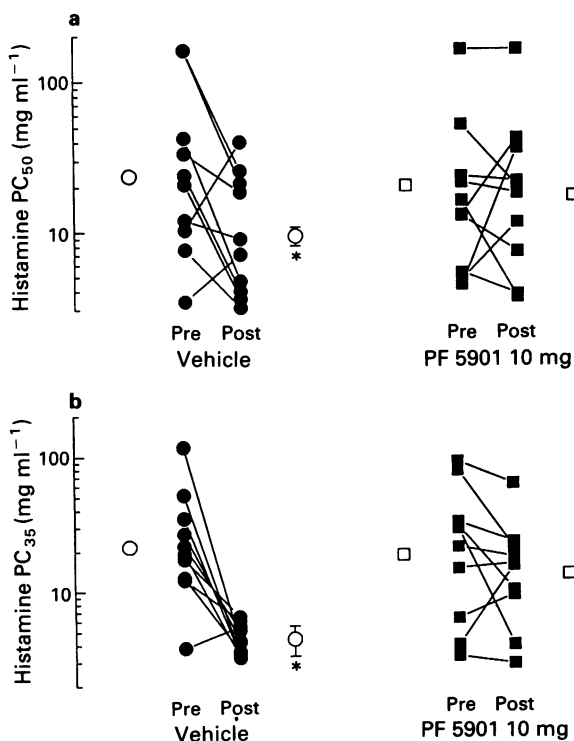 a
Histamine PC50 (mg ml−1)
100
10
Pre Post
Vehicle
*
Pre Post
PF 5901 10 mg
b
Histamine PC35 (mg ml−1)
100
10
Pre Post
Vehicle
*
Pre Post
PF 5901 10 mg